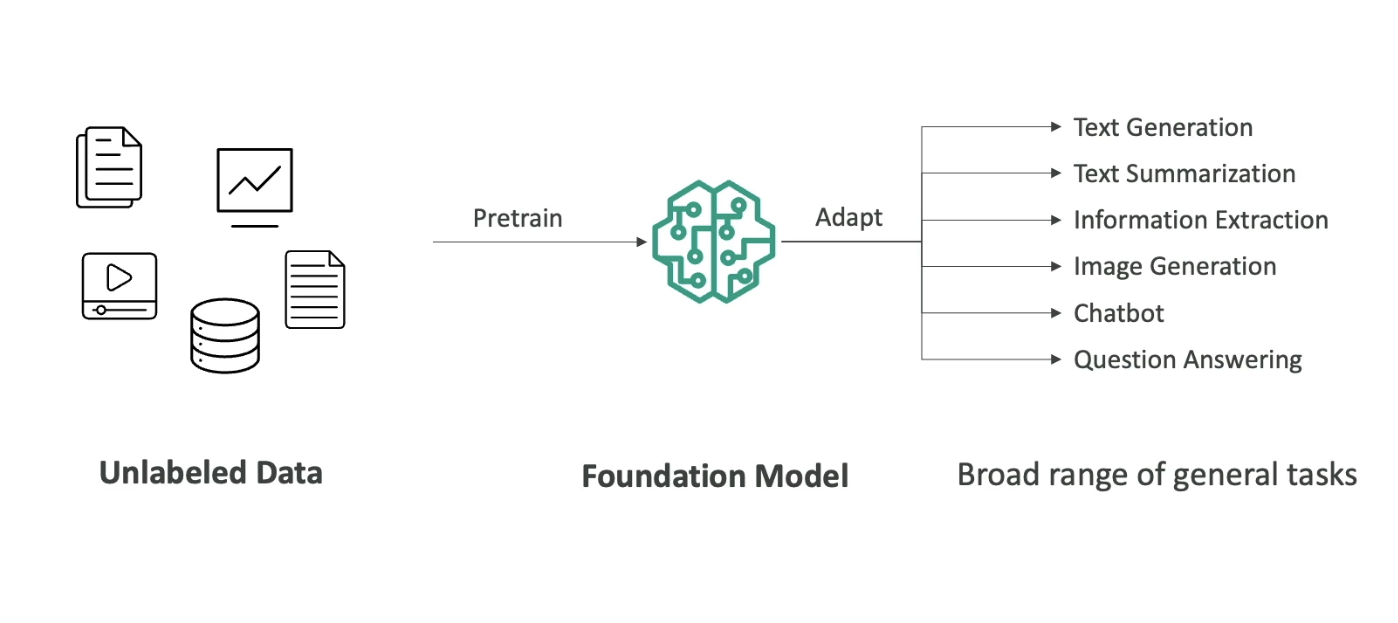 Pretrain
Adapt
Text Generation
Text Summarization
Information Extraction
Image Generation
Chatbot
Question Answering
Unlabeled Data
Foundation Model
Broad range of general tasks